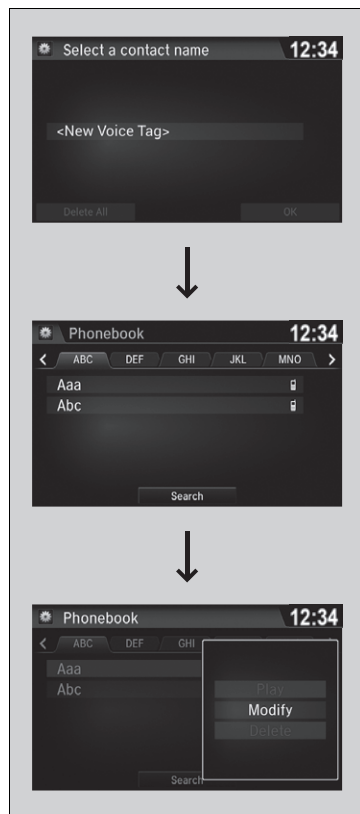 Select a contact name 12:34
<New Voice Tag>
Delete All OK
Phonebook 12:34
ABC DEF GHI JKL MNO
Aaa
Abc
Search
Phonebook 12:34
ABC DEF GHI
Aaa
Abc
Play
Modify
Delete
Search